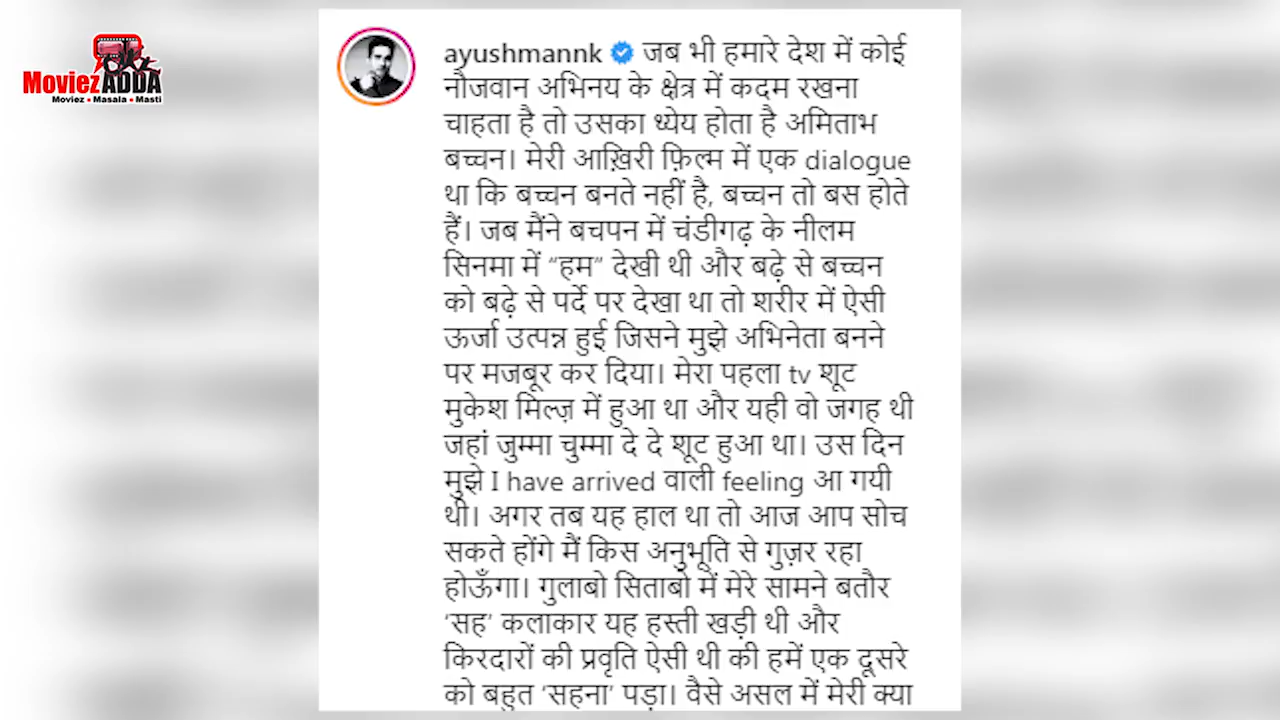 MoviezADDA
Moviez • Masala • Masti
ayushmannk जब भी हमारे देश में कोई
नौजवान अभिनय के क्षेत्र में कदम रखना
चाहता है तो उसका ध्येय होता है अमिताभ
बच्चन। मेरी आख़िरी फ़िल्म में एक dialogue
था कि बच्चन बनते नहीं है, बच्चन तो बस होते
हैं। जब मैंने बचपन में चंडीगढ़ के नीलम
सिनमा में “हम” देखी थी और बढ़े से बच्चन
को बढ़े से पर्दे पर देखा था तो शरीर में ऐसी
ऊर्जा उत्पन्न हुई जिसने मुझे अभिनेता बनने
पर मजबूर कर दिया। मेरा पहला tv शूट
मुकेश मिल्ज़ में हुआ था और यही वो जगह थी
जहां जुम्मा चुम्मा दे दे शूट हुआ था। उस दिन
मुझे I have arrived वाली feeling आ गयी
थी। अगर तब यह हाल था तो आज आप सोच
सकते होंगे मैं किस अनुभूति से गुज़र रहा
होऊँगा। गुलाबो सिताबो में मेरे सामने बतौर
‘सह’ कलाकार यह हस्ती खड़ी थी और
किरदारों की प्रवृति ऐसी थी की हमें एक दूसरे
को बहुत ‘सहना’ पड़ा। वैसे असल में मेरी क्या